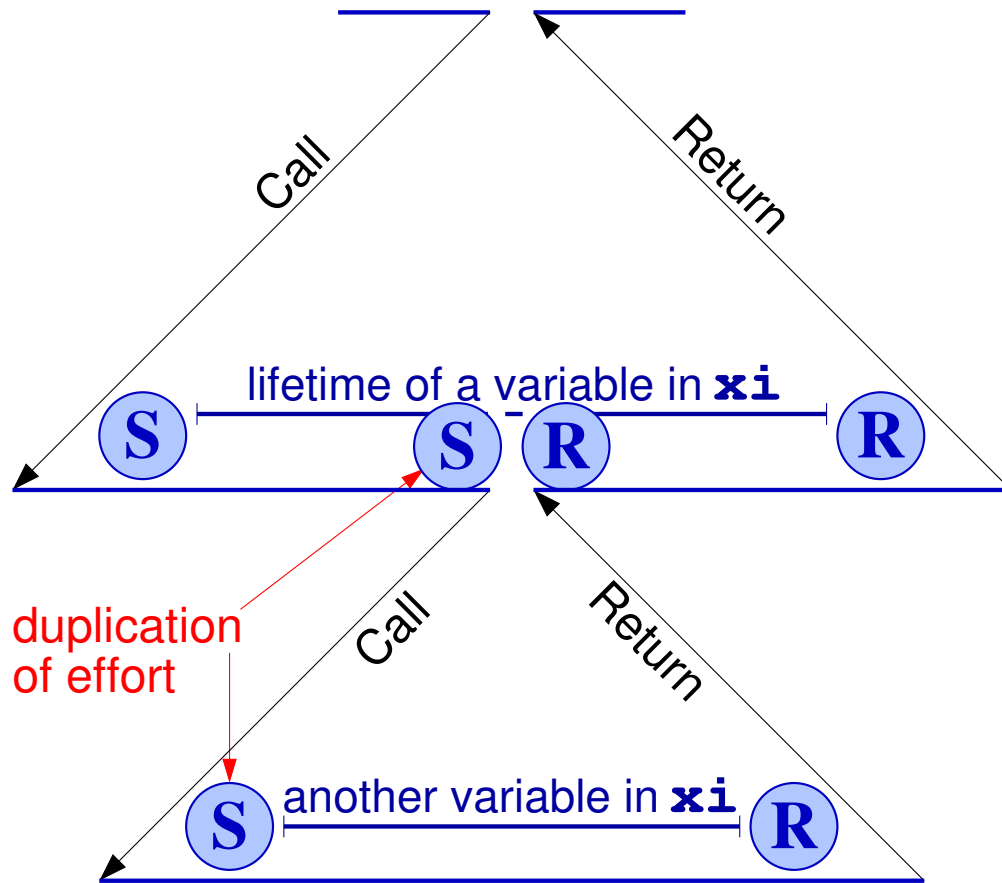 Call
Return
lifetime of a variable in xi
S
S
R
R
duplication
of effort
Call
Return
S
another variable in xi
R